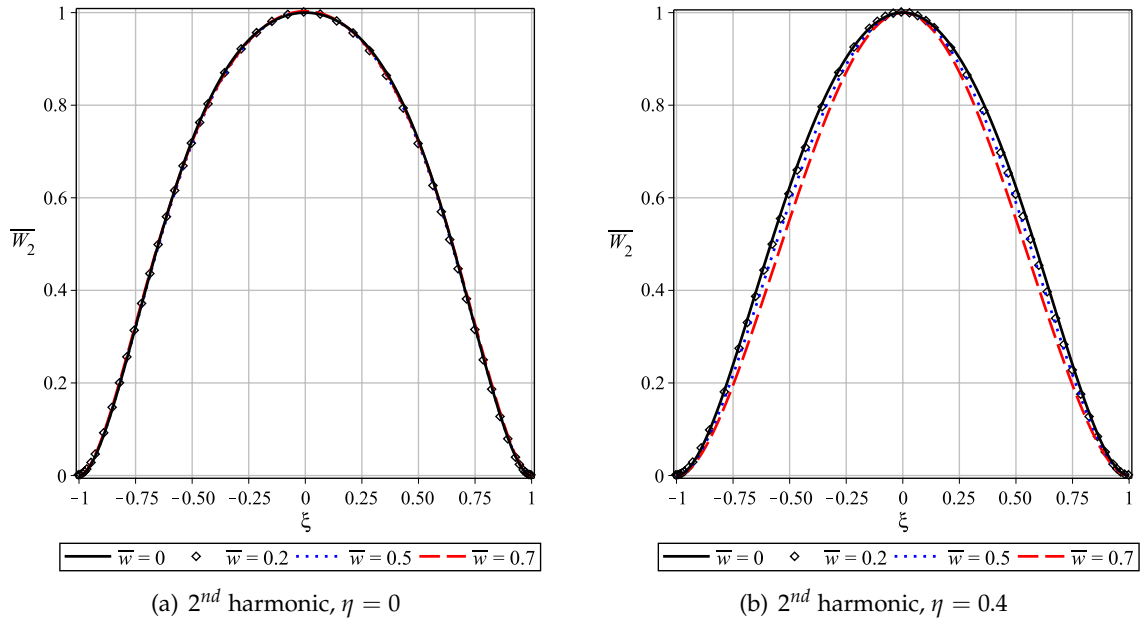 1
0.8
0.6
W̅₂
0.4
0.2
0
−1 −0.75 −0.50 −0.25 0 0.25 0.50 0.75 1
ξ
w̅ = 0 w̅ = 0.2 w̅ = 0.5 w̅ = 0.7
(a) 2ⁿᵈ harmonic, η = 0
1
0.8
0.6
W̅₂
0.4
0.2
0
−1 −0.75 −0.50 −0.25 0 0.25 0.50 0.75 1
ξ
w̅ = 0 w̅ = 0.2 w̅ = 0.5 w̅ = 0.7
(b) 2ⁿᵈ harmonic, η = 0.4